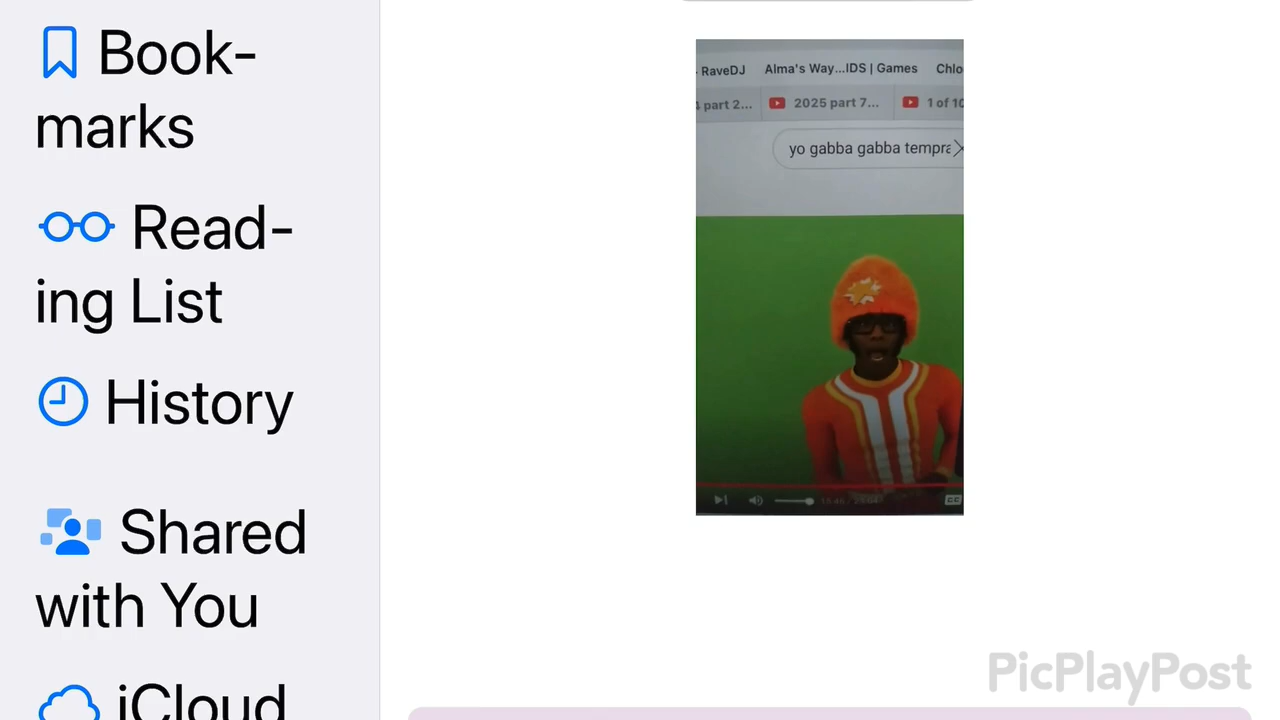 Book-
marks
Read-
ing List
History
Shared
with You
iCloud
RaveDJ
Alma's Way...IDS | Games
Chlo
part 2...
2025 part 7...
1 of 10
yo gabba gabba tempra
CC
PicPlayPost